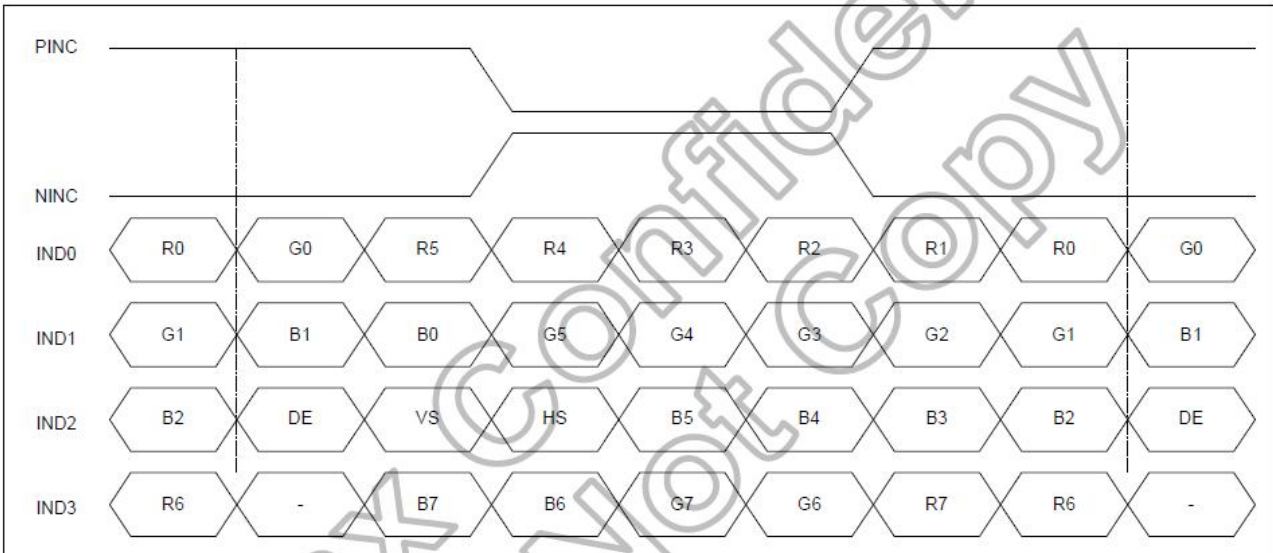 PINC
NINC
IND0 R0 G0 R5 R4 R3 R2 R1 R0 G0
IND1 G1 B1 B0 G5 G4 G3 G2 G1 B1
IND2 B2 DE VS HS B5 B4 B3 B2 DE
IND3 R6 - B7 B6 G7 G6 R7 R6 -
Not Copy